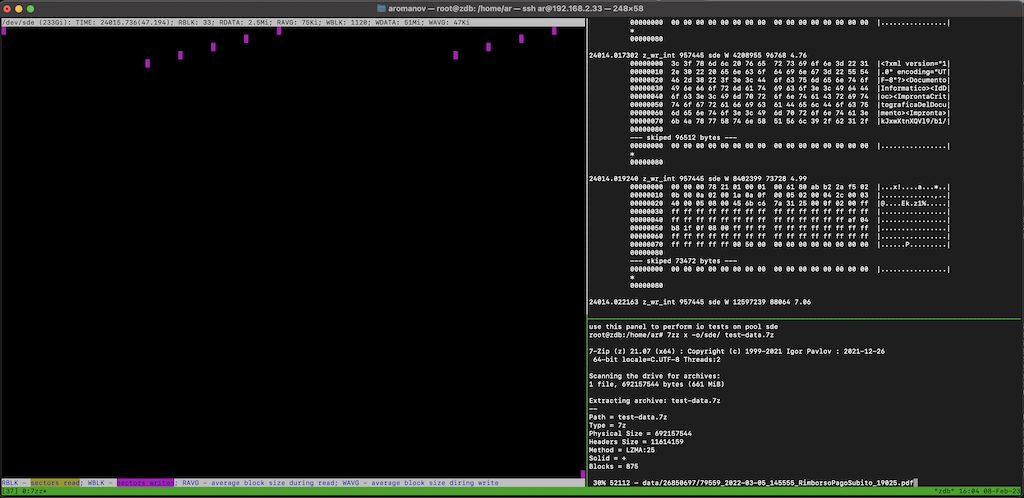 aromanov — root@zdb: /home/ar — ssh ar@192.168.2.33 — 248×58
/dev/sde (233Gi): TIME: 24015.736(47.194); RBLK: 33; RDATA: 2.5Mi; RAVG: 75Ki; WBLK: 1120; WDATA: 51Mi; WAVG: 47Ki
RBLK - sectors read; WBLK - sectors writed; RAVG - average block size during read; WAVG - average block size diring write
00000000 00 00 00 00 00 00 00 00 00 00 00 00 00 00 00 00 |................|
*
00000080
24014.017302 z_wr_int 957445 sde W 4208955 96768 4.76
00000000 3c 3f 78 6d 6c 20 76 65 72 73 69 6f 6e 3d 22 31 |<?xml version="1|
00000010 2e 30 22 20 65 6e 63 6f 64 69 6e 67 3d 22 55 54 |.0" encoding="UT|
00000020 46 2d 38 22 3f 3e 3c 44 6f 63 75 6d 65 6e 74 6f |F-8"?><Documento|
00000030 49 6e 66 6f 72 6d 61 74 69 63 6f 3e 3c 49 64 44 |Informatico><IdD|
00000040 6f 63 3e 3c 49 6d 70 72 6f 6e 74 61 43 72 69 74 |oc><ImprontaCrit|
00000050 74 6f 67 72 61 66 69 63 61 44 65 6c 44 6f 63 75 |tograficaDelDocu|
00000060 6d 65 6e 74 6f 3e 3c 49 6d 70 72 6f 6e 74 61 3e |mento><Impronta>|
00000070 6b 4a 78 77 58 74 6e 58 51 56 6c 39 2f 62 31 2f |kJxwXtnXQVl9/b1/|
00000080
--- skiped 96512 bytes ---
00000000 00 00 00 00 00 00 00 00 00 00 00 00 00 00 00 00 |................|
*
00000080
24014.019240 z_wr_int 957445 sde W 8402399 73728 4.99
00000000 00 00 00 78 21 01 00 01 00 61 80 ab b2 2a f5 02 |...x!....a...*..|
00000010 0b 00 0a 02 00 1a 0a 0f 00 05 02 00 04 2c 00 03 |.............,..|
00000020 40 00 05 08 00 45 6b c6 7a 31 25 00 0f 02 00 ff |@....Ek.z1%.....|
00000030 ff ff ff ff ff ff ff ff ff ff ff ff ff ff ff ff |................|
00000040 ff ff ff ff ff ff ff ff ff ff ff ff ff ff af 04 |................|
00000050 b8 1f 0f 08 00 ff ff ff ff ff ff ff ff ff ff ff |................|
00000060 ff ff ff ff ff ff ff ff ff ff ff ff ff ff ff ff |................|
00000070 ff ff ff ff ff ff 00 50 00 00 00 00 00 00 00 00 |.......P........|
00000080
--- skiped 73472 bytes ---
00000000 00 00 00 00 00 00 00 00 00 00 00 00 00 00 00 00 |................|
*
00000080
24014.022163 z_wr_int 957445 sde W 12597239 88064 7.06
use this panel to perform io tests on pool sde
root@zdb:/home/ar# 7zz x -o/sde/ test-data.7z
7-Zip (z) 21.07 (x64) : Copyright (c) 1999-2021 Igor Pavlov : 2021-12-26
64-bit locale=C.UTF-8 Threads:2
Scanning the drive for archives:
1 file, 692157544 bytes (661 MiB)
Extracting archive: test-data.7z
--
Path = test-data.7z
Type = 7z
Physical Size = 692157544
Headers Size = 11614159
Method = LZMA:25
Solid = +
Blocks = 875
30% 52112 - data/26850697/79559_2022-03-05_145555_RimborsoPagoSubito_19025.pdf
[37] 0:7zz*
"zdb" 16:04 08-Feb-23